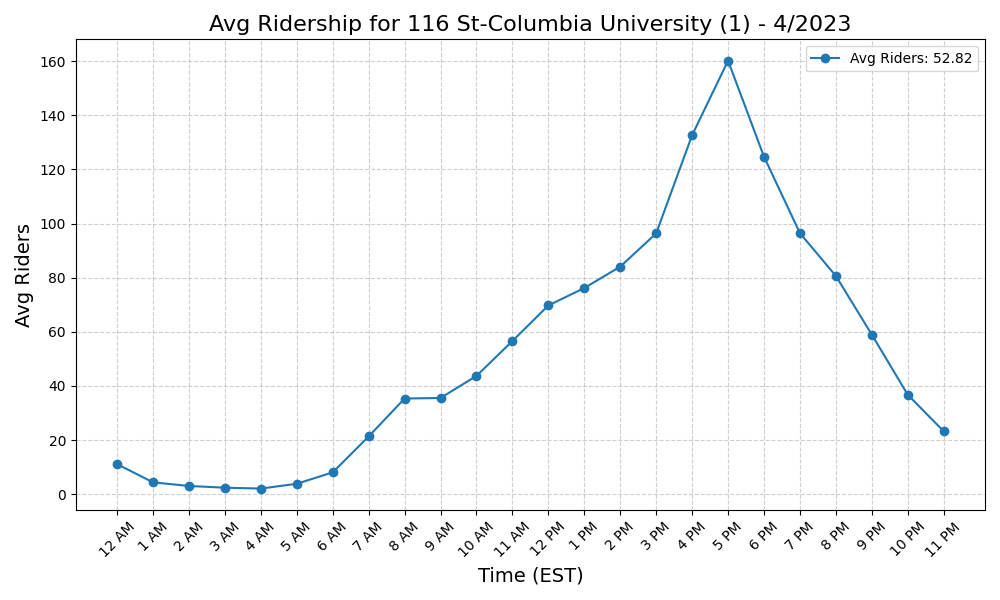 Avg Ridership for 116 St-Columbia University (1) - 4/2023
Avg Riders: 52.82
Avg Riders
160
140
120
100
80
60
40
20
0
12 AM
1 AM
2 AM
3 AM
4 AM
5 AM
6 AM
7 AM
8 AM
9 AM
10 AM
11 AM
12 PM
1 PM
2 PM
3 PM
4 PM
5 PM
6 PM
7 PM
8 PM
9 PM
10 PM
11 PM
Time (EST)